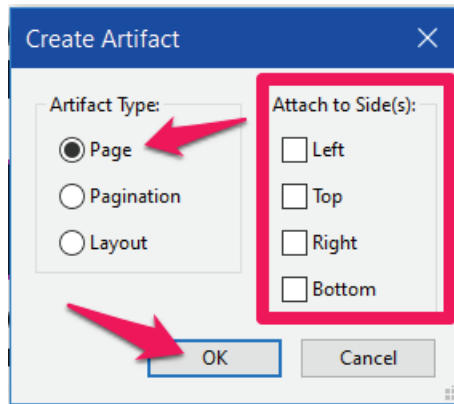 Create Artifact
Artifact Type:
Page
Pagination
Layout
Attach to Side(s):
Left
Top
Right
Bottom
OK
Cancel